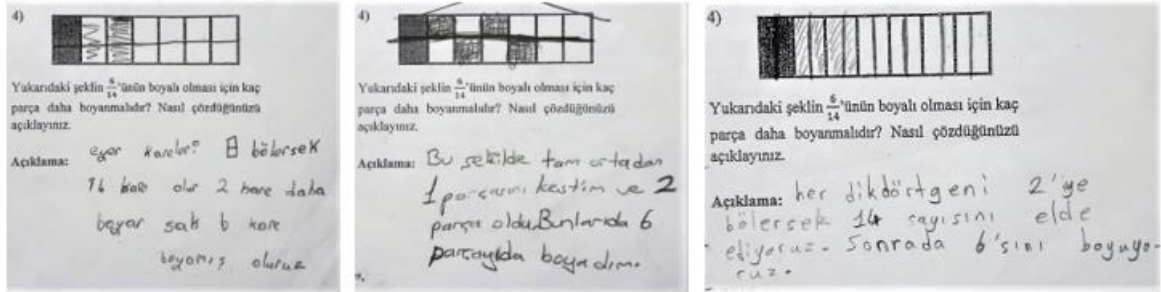 4)
Yukarıdaki şeklin 6/14'ünün boyalı olması için kaç
parça daha boyanmalıdır? Nasıl çözdüğünüzü
açıklayınız.
Açıklama: eger kareler? bölersek
16 kare olur 2 kare daha
boyar sak 6 kare
boyamış oluruz
4)
Yukarıdaki şeklin 6/14'ünün boyalı olması için kaç
parça daha boyanmalıdır? Nasıl çözdüğünüzü
açıklayınız.
Açıklama: Bu şekilde tam ortadan
1 parçasını kestim ve 2
parça oldu. Bunlarıda 6
parçayıda boyadım.
4)
Yukarıdaki şeklin 6/14'ünün boyalı olması için kaç
parça daha boyanmalıdır? Nasıl çözdüğünüzü
açıklayınız.
Açıklama: her dikdörtgeni 2'ye
bölersek 14 sayısını elde
ediyoruz. Sonrada 6'sını boyuyo-
ruz.